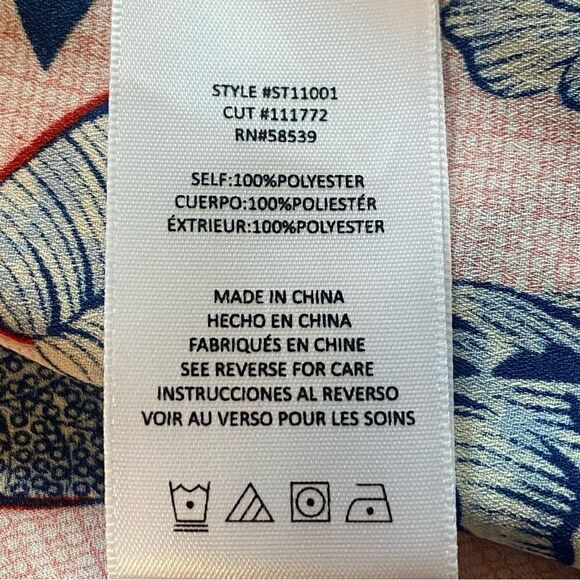 STYLE #ST11001
CUT #111772
RN#58539
SELF:100%POLYESTER
CUERPO:100%POLIESTÉR
ÉXTRIEUR:100%POLYESTER
MADE IN CHINA
HECHO EN CHINA
FABRIQUÉS EN CHINE
SEE REVERSE FOR CARE
INSTRUCCIONES AL REVERSO
VOIR AU VERSO POUR LES SOINS